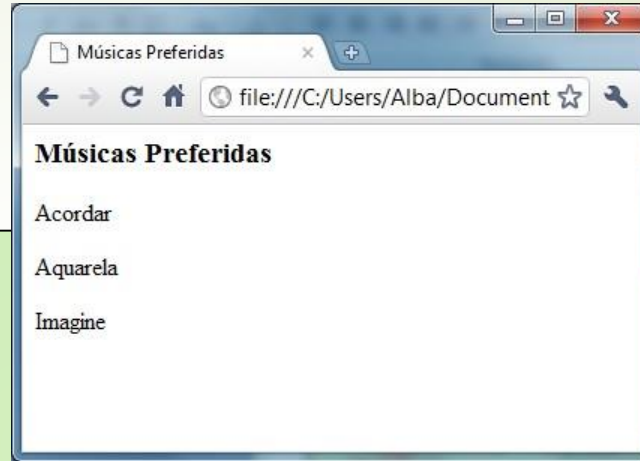 Músicas Preferidas
file:///C:/Users/Alba/Document
Músicas Preferidas
Acordar
Aquarela
Imagine